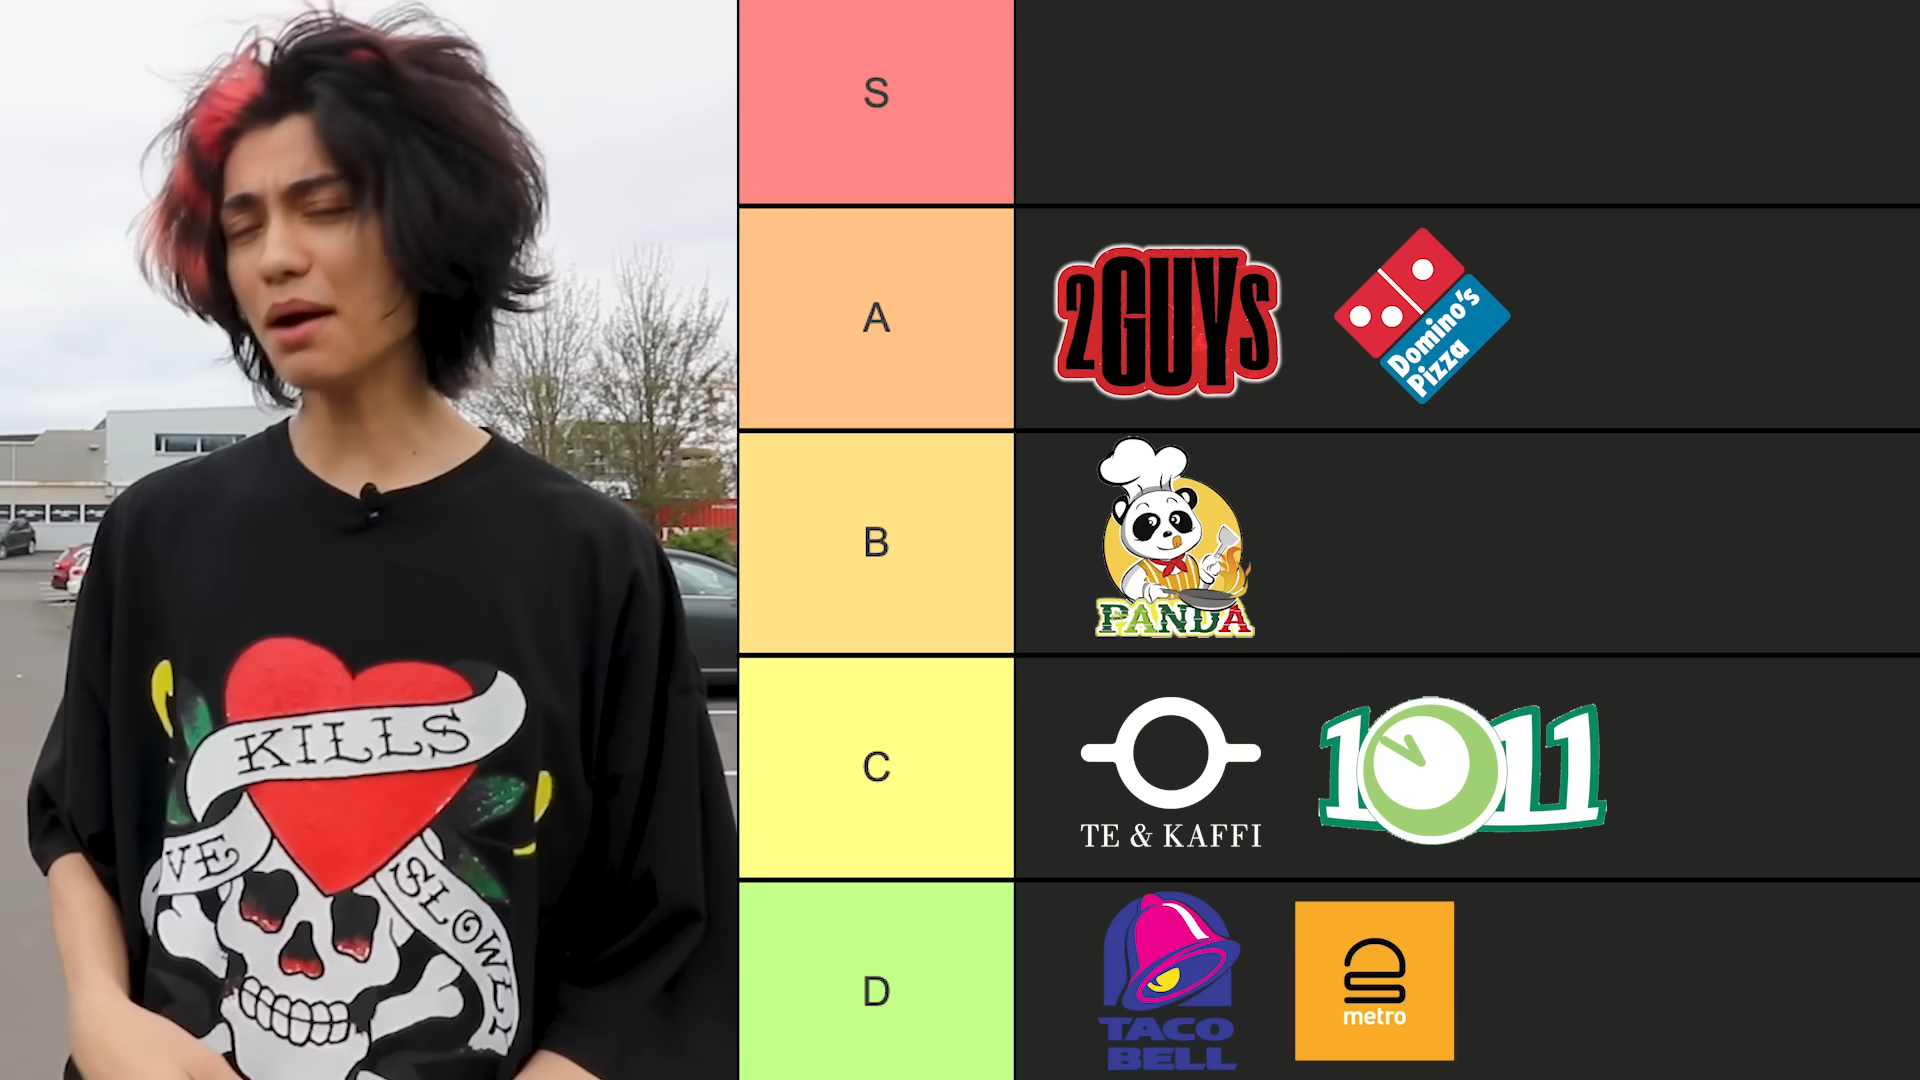 S
A
2GUYS
Domino's
Pizza
B
PANDA
C
TE & KAFFI
1011
D
TACO
BELL
metro
KILLS
VE
SLOWLY